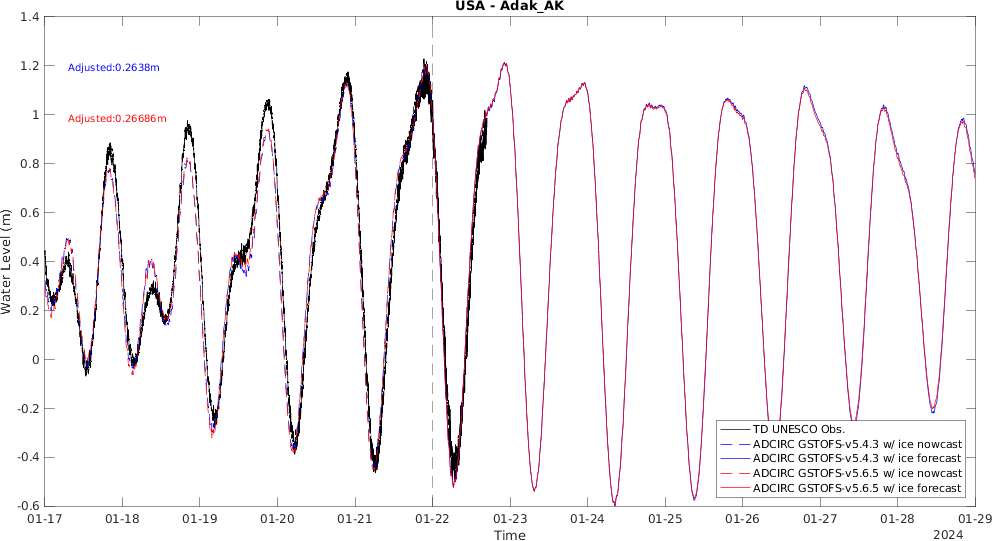 USA - Adak_AK
1.4
1.2
1
0.8
0.6
0.4
0.2
0
-0.2
-0.4
-0.6
Water Level (m)
Adjusted:0.2638m
Adjusted:0.26686m
TD UNESCO Obs.
ADCIRC GSTOFS-v5.4.3 w/ ice nowcast
ADCIRC GSTOFS-v5.4.3 w/ ice forecast
ADCIRC GSTOFS-v5.6.5 w/ ice nowcast
ADCIRC GSTOFS-v5.6.5 w/ ice forecast
01-17 01-18 01-19 01-20 01-21 01-22 01-23 01-24 01-25 01-26 01-27 01-28 01-29
Time
2024